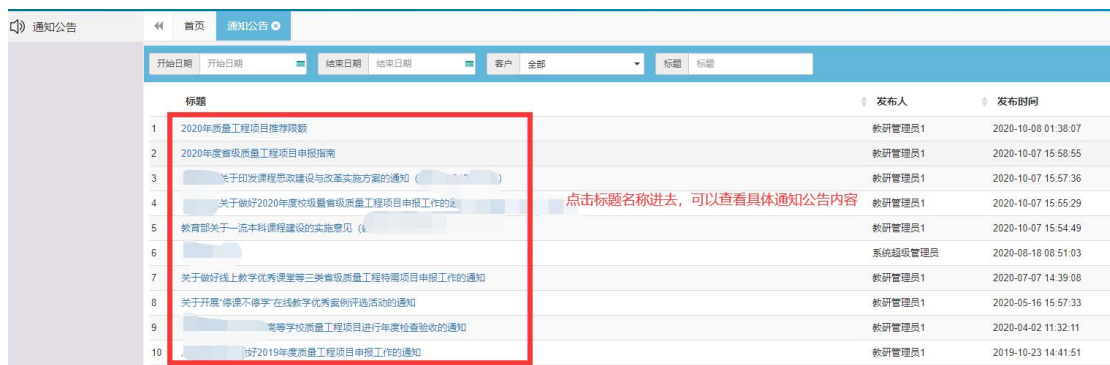 通知公告
首页 通知公告
开始日期 开始日期 结束日期 结束日期 客户 全部 标题 标题
标题 发布人 发布时间
1 2020年质量工程项目推荐限额 教研管理员1 2020-10-08 01:38:07
2 2020年度省级质量工程项目申报指南 教研管理员1 2020-10-07 15:58:55
3 关于印发课程思政建设与改革实施方案的通知( ) 教研管理员1 2020-10-07 15:57:36
4 关于做好2020年度校级暨省级质量工程项目申报工作的 教研管理员1 2020-10-07 15:55:29
点击标题名称进去,可以查看具体通知公告内容
5 教育部关于一流本科课程建设的实施意见( 教研管理员1 2020-10-07 15:54:49
6 系统超级管理员 2020-08-18 08:51:03
7 关于做好线上教学优秀课堂等三类省级质量工程特需项目申报工作的通知 教研管理员1 2020-07-07 14:39:08
8 关于开展“停课不停学”在线教学优秀案例评选活动的通知 教研管理员1 2020-05-16 15:57:33
9 高等学校质量工程项目进行年度检查验收的通知 教研管理员1 2020-04-02 11:32:11
10 好2019年度质量工程项目申报工作的通知 教研管理员1 2019-10-23 14:41:51